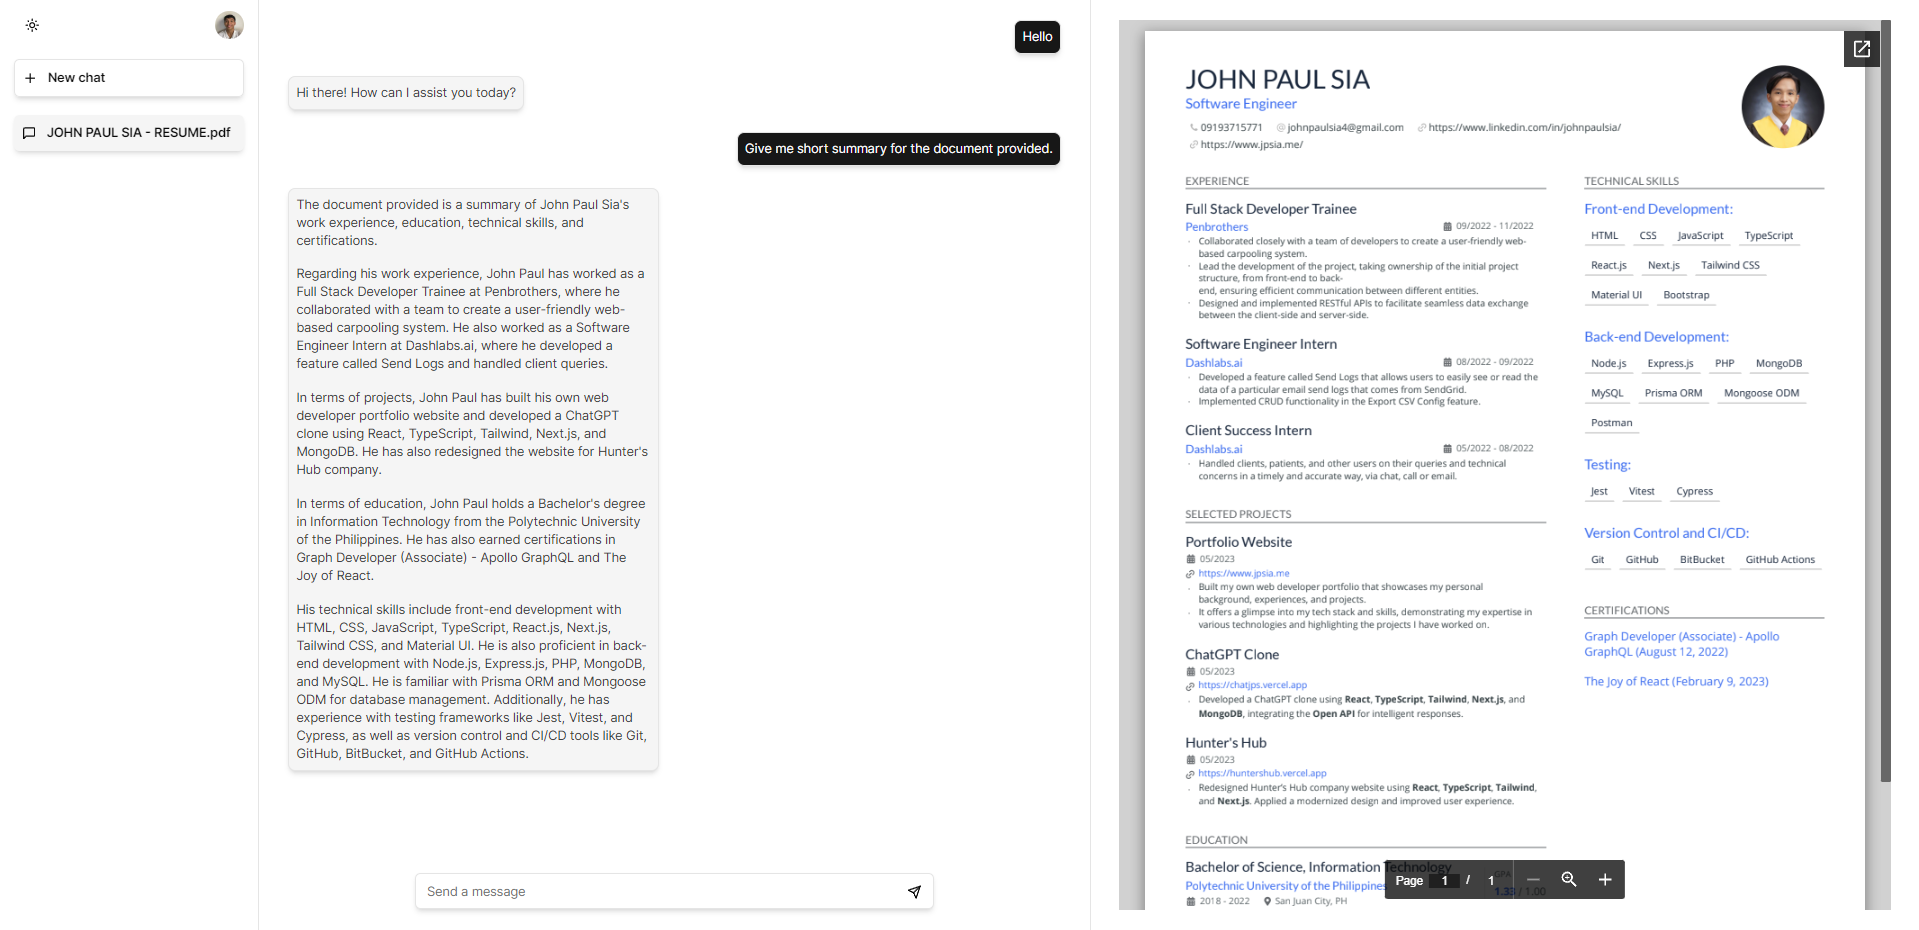 New chat
JOHN PAUL SIA - RESUME.pdf
Hello
Hi there! How can I assist you today?
Give me short summary for the document provided.
The document provided is a summary of John Paul Sia's
work experience, education, technical skills, and
certifications.
Regarding his work experience, John Paul has worked as a
Full Stack Developer Trainee at Penbrothers, where he
collaborated with a team to create a user-friendly web-
based carpooling system. He also worked as a Software
Engineer Intern at Dashlabs.ai, where he developed a
feature called Send Logs and handled client queries.
In terms of projects, John Paul has built his own web
developer portfolio website and developed a ChatGPT
clone using React, TypeScript, Tailwind, Next.js, and
MongoDB. He has also redesigned the website for Hunter's
Hub company.
In terms of education, John Paul holds a Bachelor's degree
in Information Technology from the Polytechnic University
of the Philippines. He has also earned certifications in
Graph Developer (Associate) - Apollo GraphQL and The
Joy of React.
His technical skills include front-end development with
HTML, CSS, JavaScript, TypeScript, React.js, Next.js,
Tailwind CSS, and Material UI. He is also proficient in back-
end development with Node.js, Express.js, PHP, MongoDB,
and MySQL. He is familiar with Prisma ORM and Mongoose
ODM for database management. Additionally, he has
experience with testing frameworks like Jest, Vitest, and
Cypress, as well as version control and CI/CD tools like Git,
GitHub, BitBucket, and GitHub Actions.
Send a message
JOHN PAUL SIA
Software Engineer
09193715771 johnpaulsia4@gmail.com https://www.linkedin.com/in/johnpaulsia/
https://www.jpsia.me/
EXPERIENCE
Full Stack Developer Trainee
Penbrothers 09/2022 - 11/2022
· Collaborated closely with a team of developers to create a user-friendly web-
based carpooling system.
· Lead the development of the project, taking ownership of the initial project
structure, from front-end to back-
end, ensuring efficient communication between different entities.
· Designed and implemented RESTful APIs to facilitate seamless data exchange
between the client-side and server-side.
Software Engineer Intern
Dashlabs.ai 08/2022 - 09/2022
· Developed a feature called Send Logs that allows users to easily see or read the
data of a particular email send logs that comes from SendGrid.
· Implemented CRUD functionality in the Export CSV Config feature.
Client Success Intern
Dashlabs.ai 05/2022 - 08/2022
· Handled clients, patients, and other users on their queries and technical
concerns in a timely and accurate way, via chat, call or email.
SELECTED PROJECTS
Portfolio Website
05/2023
https://www.jpsia.me
· Built my own web developer portfolio that showcases my personal
background, experiences, and projects.
· It offers a glimpse into my tech stack and skills, demonstrating my expertise in
various technologies and highlighting the projects I have worked on.
ChatGPT Clone
05/2023
https://chatjps.vercel.app
· Developed a ChatGPT clone using React, TypeScript, Tailwind, Next.js, and
MongoDB, integrating the Open API for intelligent responses.
Hunter's Hub
05/2023
https://huntershub.vercel.app
· Redesigned Hunter's Hub company website using React, TypeScript, Tailwind,
and Next.js. Applied a modernized design and improved user experience.
EDUCATION
Bachelor of Science, Information Technology
Polytechnic University of the Philippines
2018 - 2022 San Juan City, PH
GPA
1.33 / 1.00
TECHNICAL SKILLS
Front-end Development:
HTML CSS JavaScript TypeScript
React.js Next.js Tailwind CSS
Material UI Bootstrap
Back-end Development:
Node.js Express.js PHP MongoDB
MySQL Prisma ORM Mongoose ODM
Postman
Testing:
Jest Vitest Cypress
Version Control and CI/CD:
Git GitHub BitBucket GitHub Actions
CERTIFICATIONS
Graph Developer (Associate) - Apollo
GraphQL (August 12, 2022)
The Joy of React (February 9, 2023)
Page 1 / 1